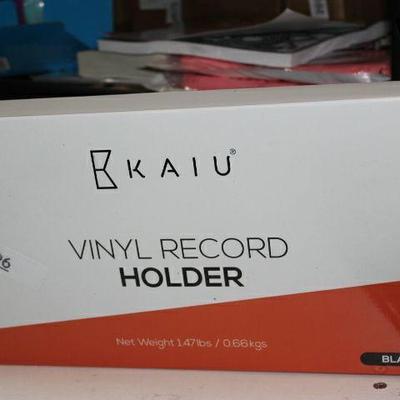 KAIU®
VINYL RECORD
HOLDER
Net Weight 1.47lbs / 0.66kgs